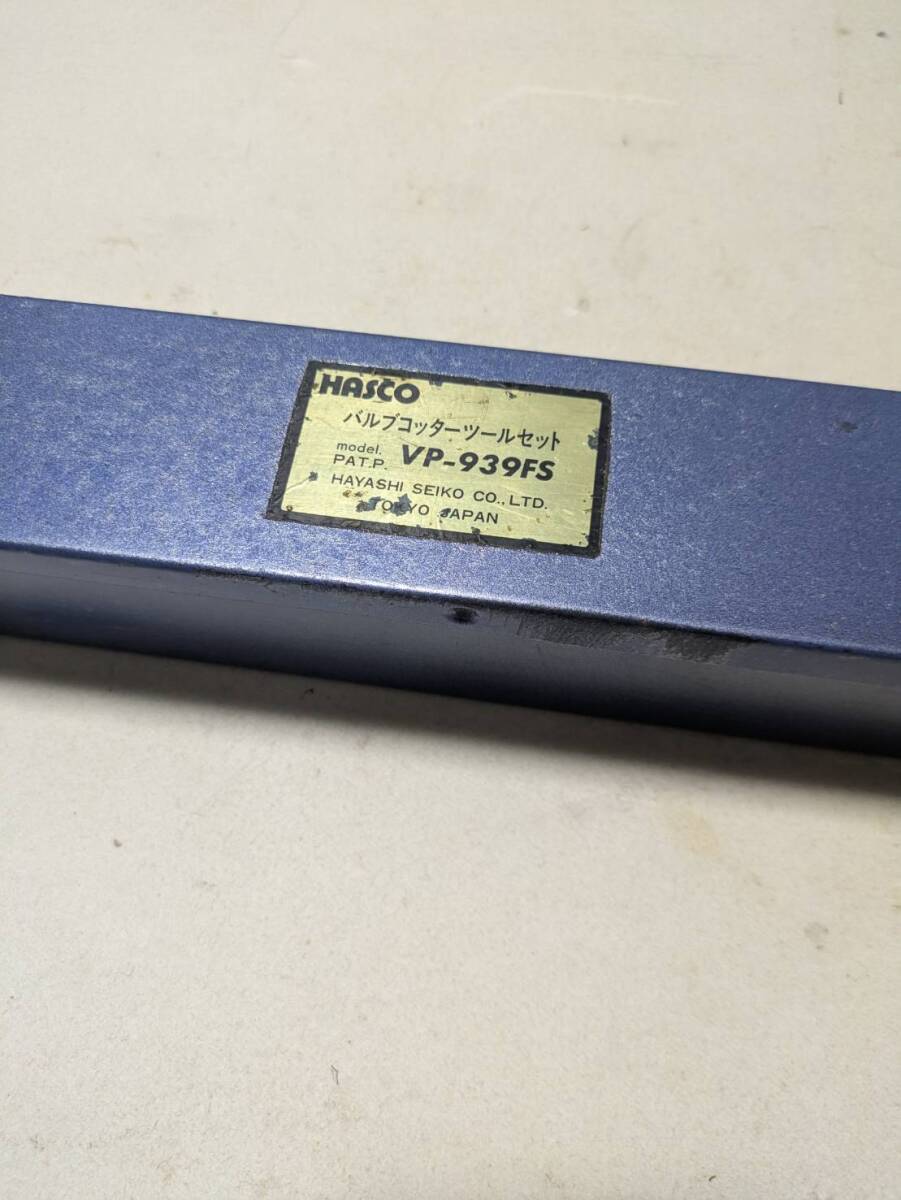 HASCO
バルブコッターツールセット
model. VP-939FS
PAT.P.
HAYASHI SEIKO CO.,LTD.
TOKYO JAPAN